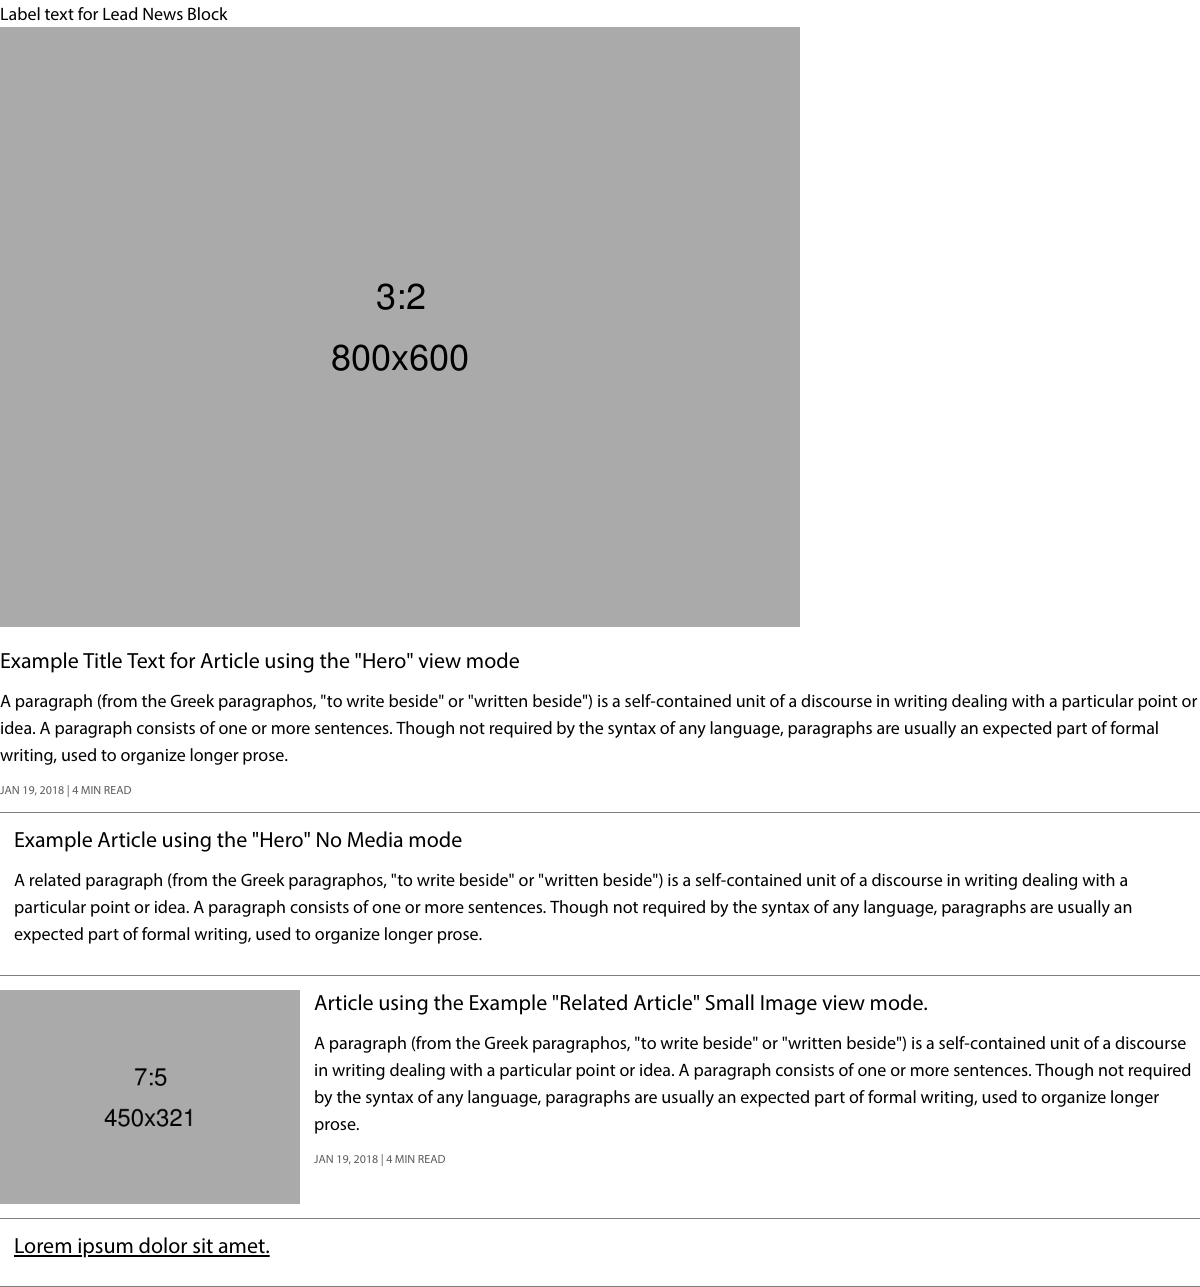 Label text for Lead News Block
3:2
800x600
Example Title Text for Article using the "Hero" view mode
A paragraph (from the Greek paragraphos, "to write beside" or "written beside") is a self-contained unit of a discourse in writing dealing with a particular point or
idea. A paragraph consists of one or more sentences. Though not required by the syntax of any language, paragraphs are usually an expected part of formal
writing, used to organize longer prose.
JAN 19, 2018 | 4 MIN READ
Example Article using the "Hero" No Media mode
A related paragraph (from the Greek paragraphos, "to write beside" or "written beside") is a self-contained unit of a discourse in writing dealing with a
particular point or idea. A paragraph consists of one or more sentences. Though not required by the syntax of any language, paragraphs are usually an
expected part of formal writing, used to organize longer prose.
7:5
450x321
Article using the Example "Related Article" Small Image view mode.
A paragraph (from the Greek paragraphos, "to write beside" or "written beside") is a self-contained unit of a discourse
in writing dealing with a particular point or idea. A paragraph consists of one or more sentences. Though not required
by the syntax of any language, paragraphs are usually an expected part of formal writing, used to organize longer
prose.
JAN 19, 2018 | 4 MIN READ
Lorem ipsum dolor sit amet.